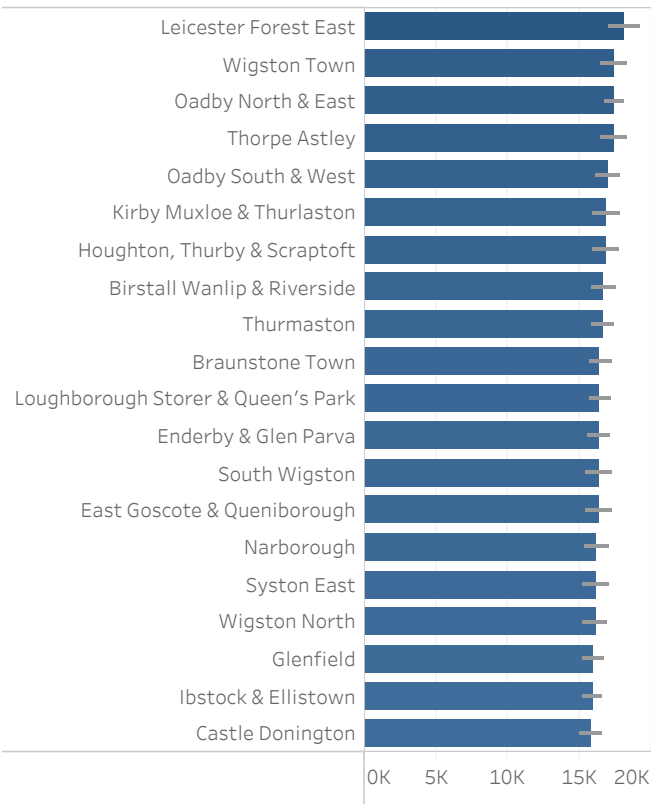 Leicester Forest East
Wigston Town
Oadby North & East
Thorpe Astley
Oadby South & West
Kirby Muxloe & Thurlaston
Houghton, Thurby & Scraptoft
Birstall Wanlip & Riverside
Thurmaston
Braunstone Town
Loughborough Storer & Queen's Park
Enderby & Glen Parva
South Wigston
East Goscote & Queniborough
Narborough
Syston East
Wigston North
Glenfield
Ibstock & Ellistown
Castle Donington
0K 5K 10K 15K 20K